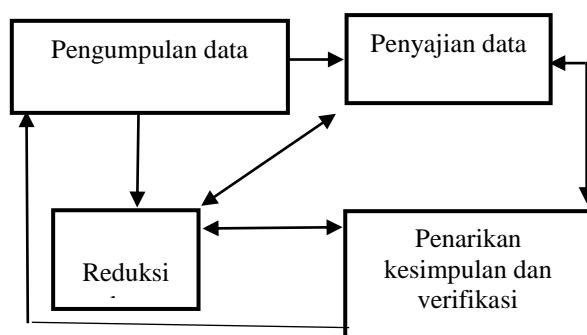 Pengumpulan data
Penyajian data
Reduksi
Penarikan
kesimpulan dan
verifikasi